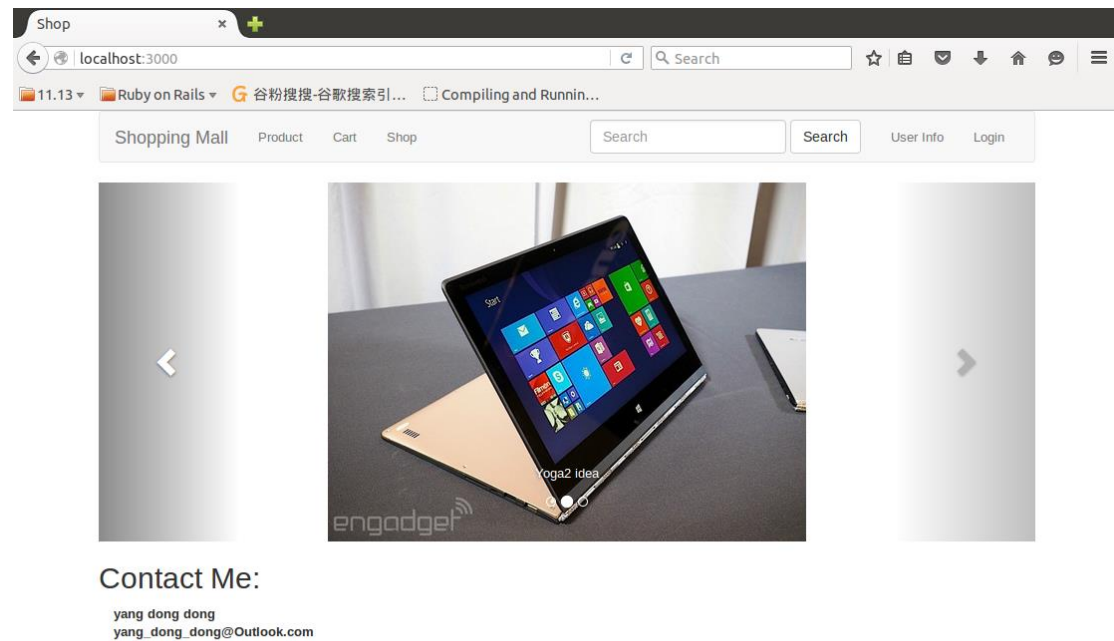 Shop
localhost:3000
Search
11.13 Ruby on Rails 谷粉搜搜-谷歌搜索引... Compiling and Runnin...
Shopping Mall Product Cart Shop Search Search User Info Login
Start
Yoga2 idea
engadget
Contact Me:
yang dong dong
yang_dong_dong@Outlook.com